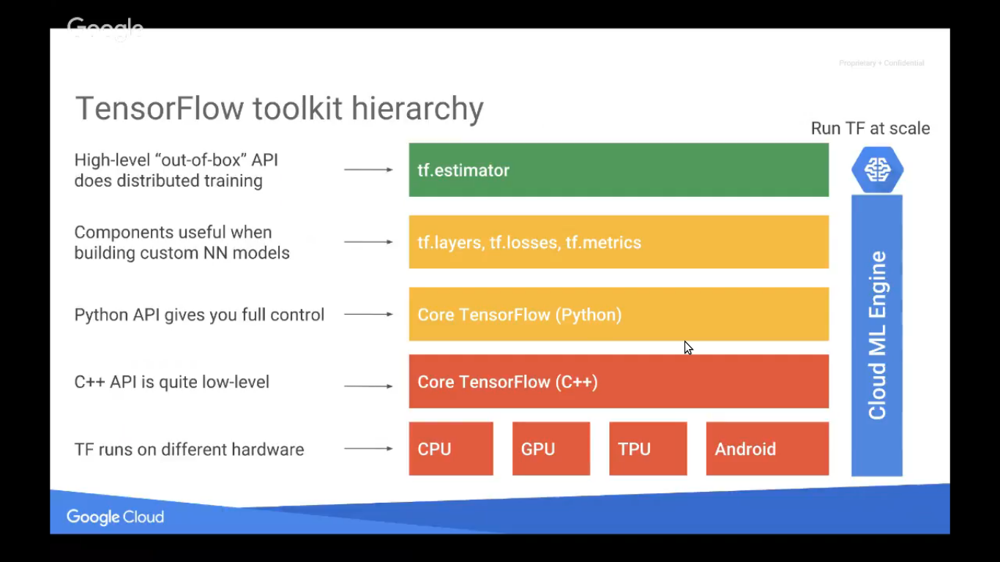 Google
Proprietary + Confidential
TensorFlow toolkit hierarchy
Run TF at scale
High-level “out-of-box” API
does distributed training
tf.estimator
Components useful when
building custom NN models
tf.layers, tf.losses, tf.metrics
Python API gives you full control
Core TensorFlow (Python)
C++ API is quite low-level
Core TensorFlow (C++)
TF runs on different hardware
CPU
GPU
TPU
Android
Cloud ML Engine
Google Cloud